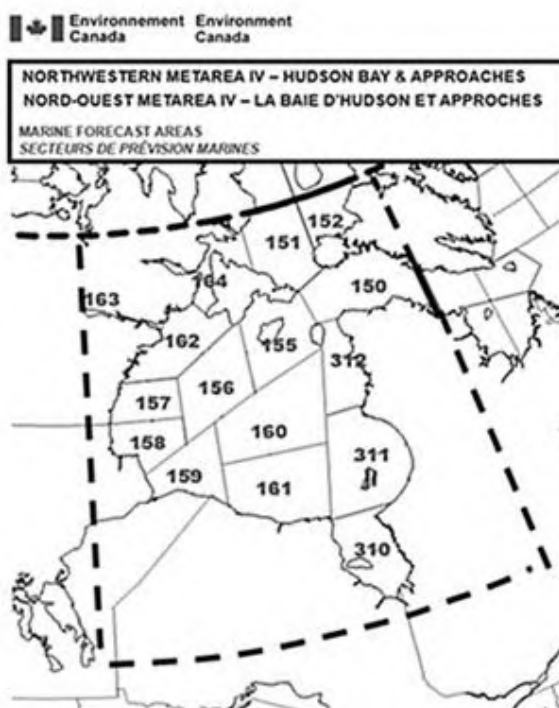 Environnement Environment
Canada Canada
NORTHWESTERN METAREA IV – HUDSON BAY & APPROACHES
NORD-OUEST METAREA IV – LA BAIE D'HUDSON ET APPROCHES
MARINE FORECAST AREAS
SECTEURS DE PRÉVISION MARINES
152
151
150
164
163
162
155
312
156
157
160
158
311
159
161
310